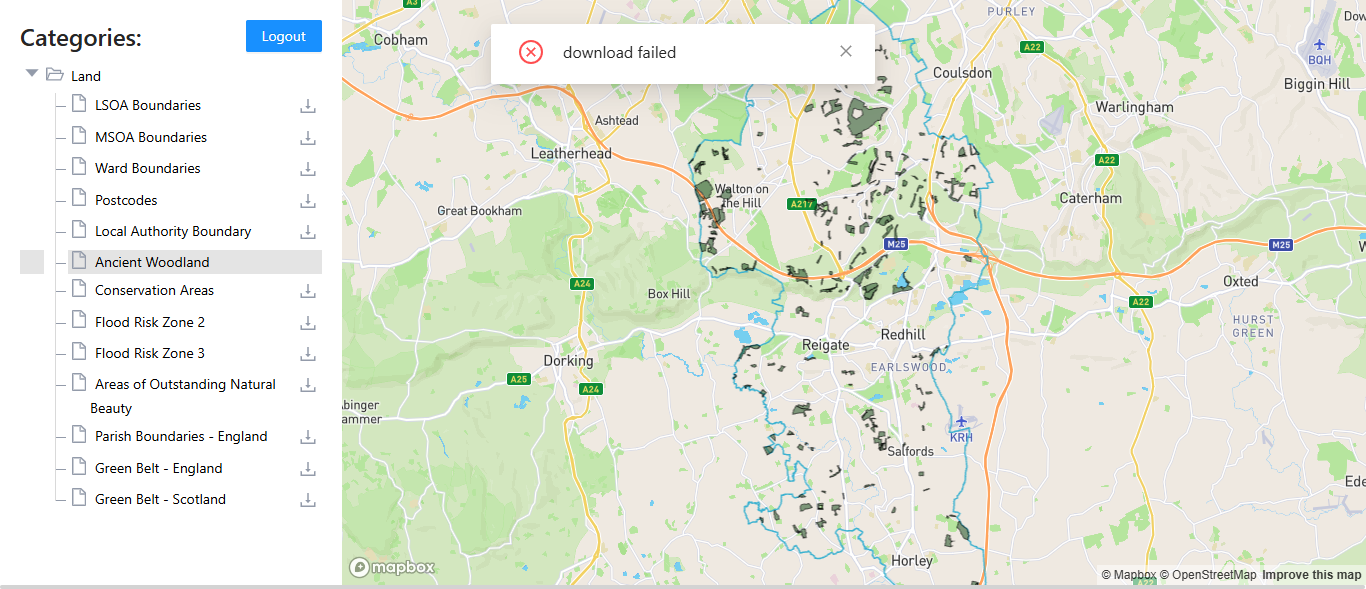 Categories:
Logout
Land
LSOA Boundaries
MSOA Boundaries
Ward Boundaries
Postcodes
Local Authority Boundary
Ancient Woodland
Conservation Areas
Flood Risk Zone 2
Flood Risk Zone 3
Areas of Outstanding Natural
Beauty
Parish Boundaries - England
Green Belt - England
Green Belt - Scotland
download failed
A3
PURLEY
Cobham
A22
BQH
Coulsdon
Biggin Hill
Warlingham
Ashtead
Leatherhead
A22
Walton on
the Hill
Caterham
A217
Great Bookham
M25
M25
A24
Box Hill
Oxted
A22
HURST
GREEN
Redhill
Reigate
Dorking
EARLSWOOD
A25
A24
KRH
Salfords
Horley
mapbox
© Mapbox © OpenStreetMap Improve this map